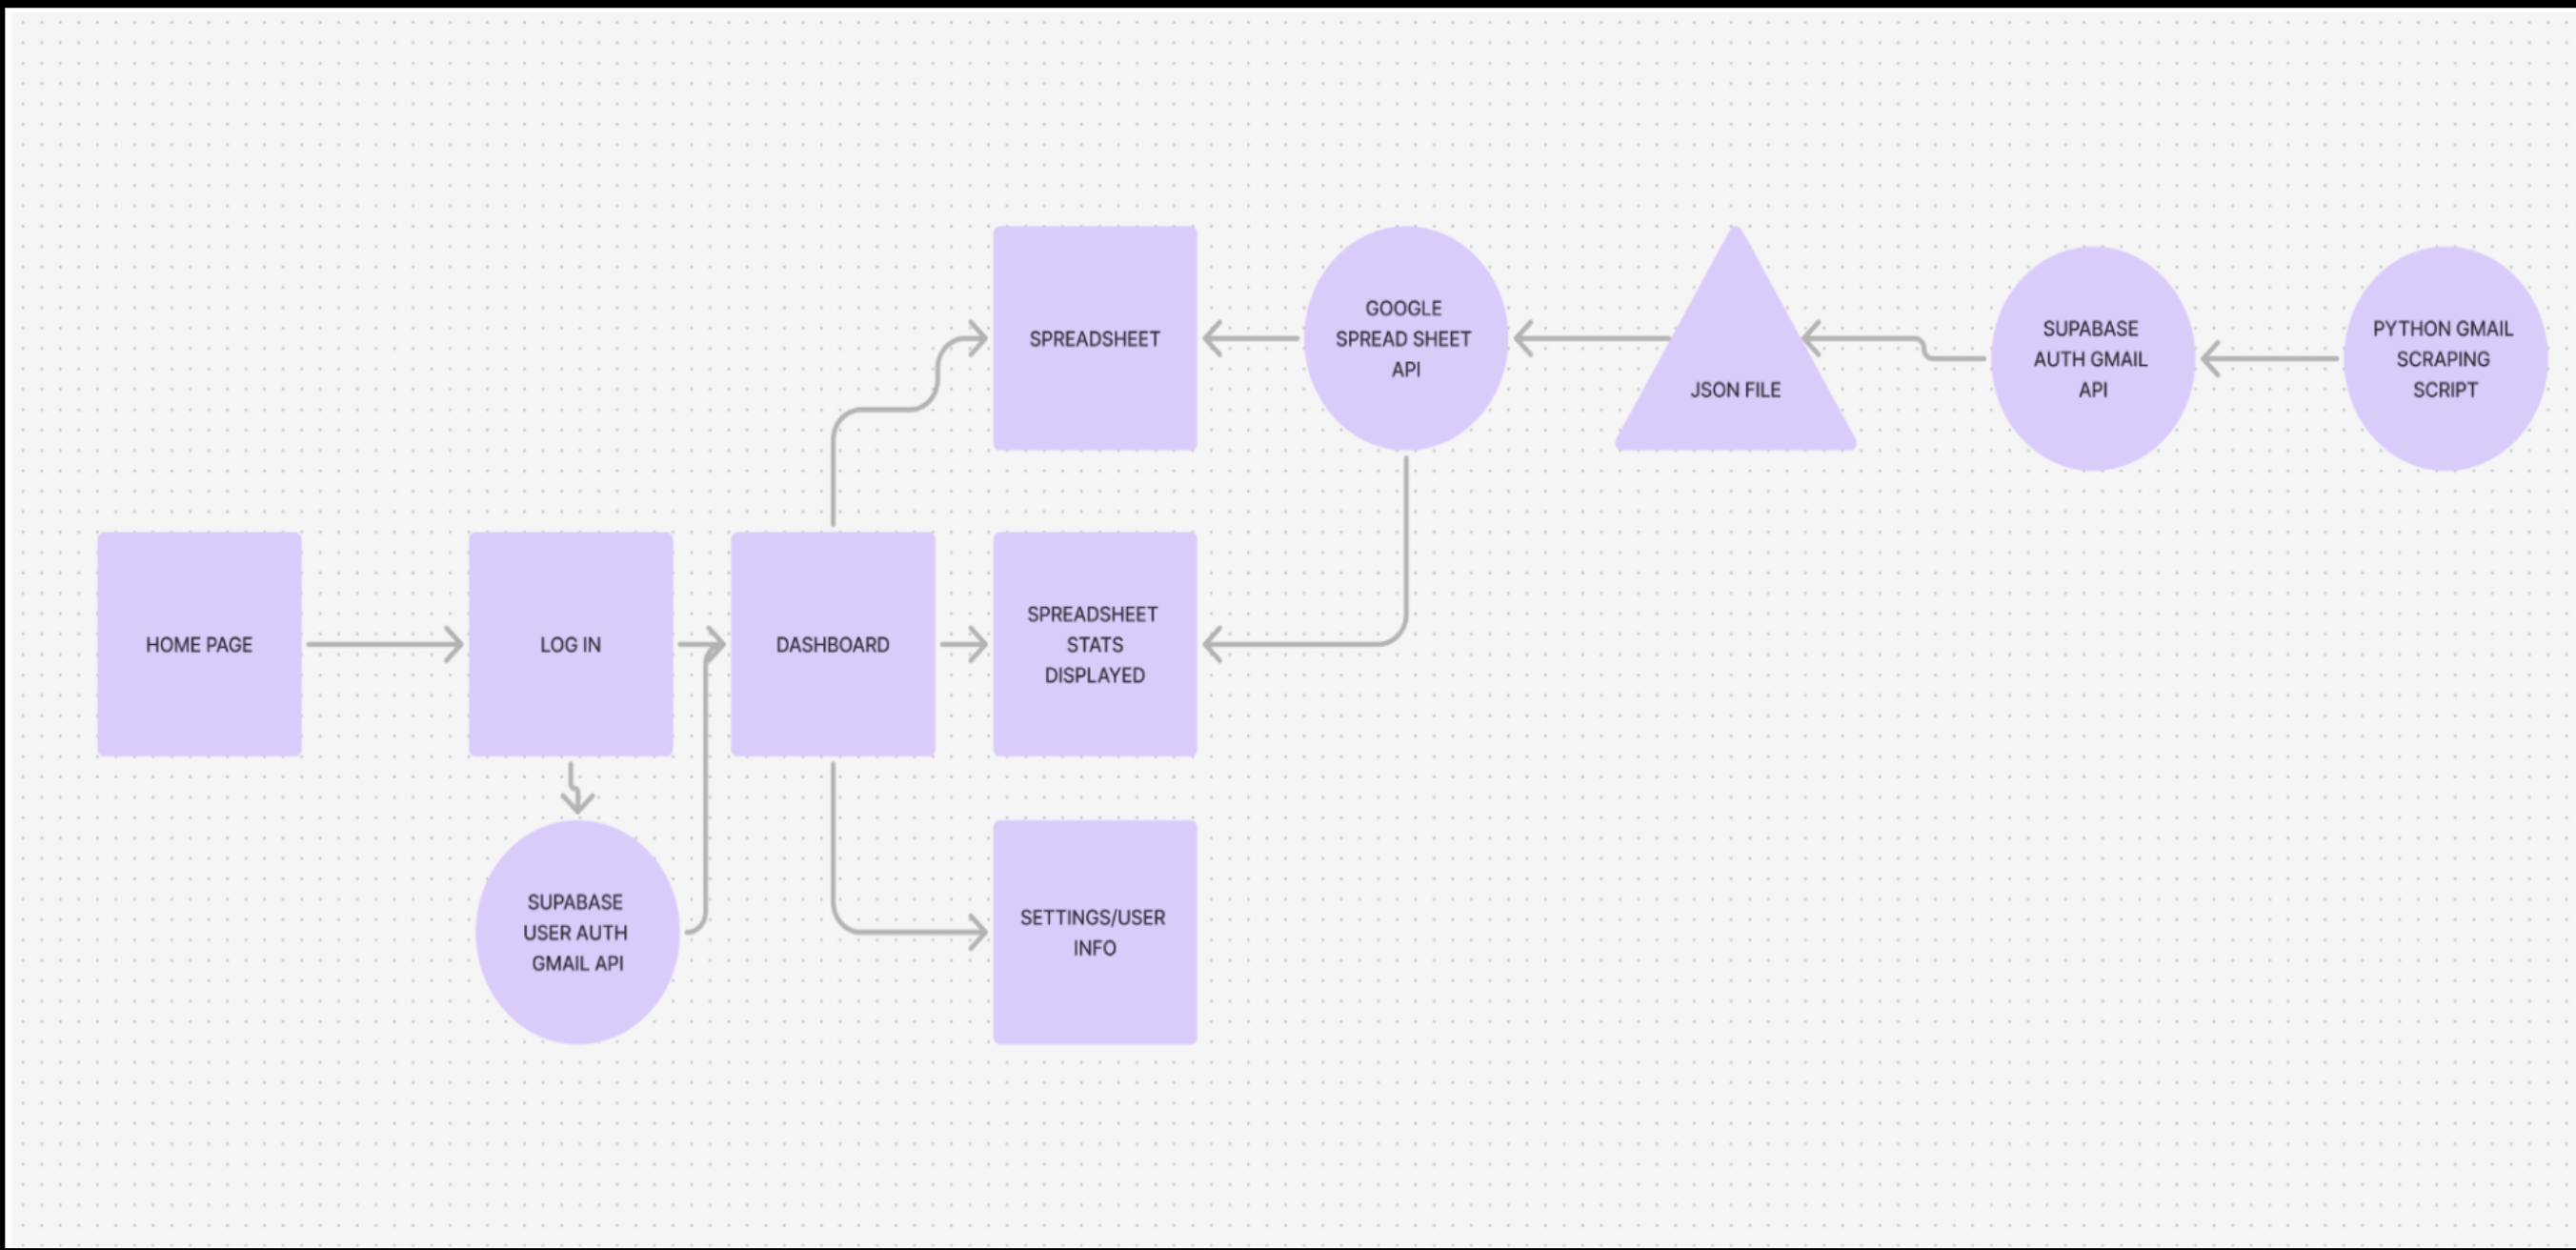 SPREADSHEET
GOOGLE
SPREAD SHEET
API
JSON FILE
SUPABASE
AUTH GMAIL
API
PYTHON GMAIL
SCRAPING
SCRIPT
HOME PAGE
LOG IN
DASHBOARD
SPREADSHEET
STATS
DISPLAYED
SUPABASE
USER AUTH
GMAIL API
SETTINGS/USER
INFO